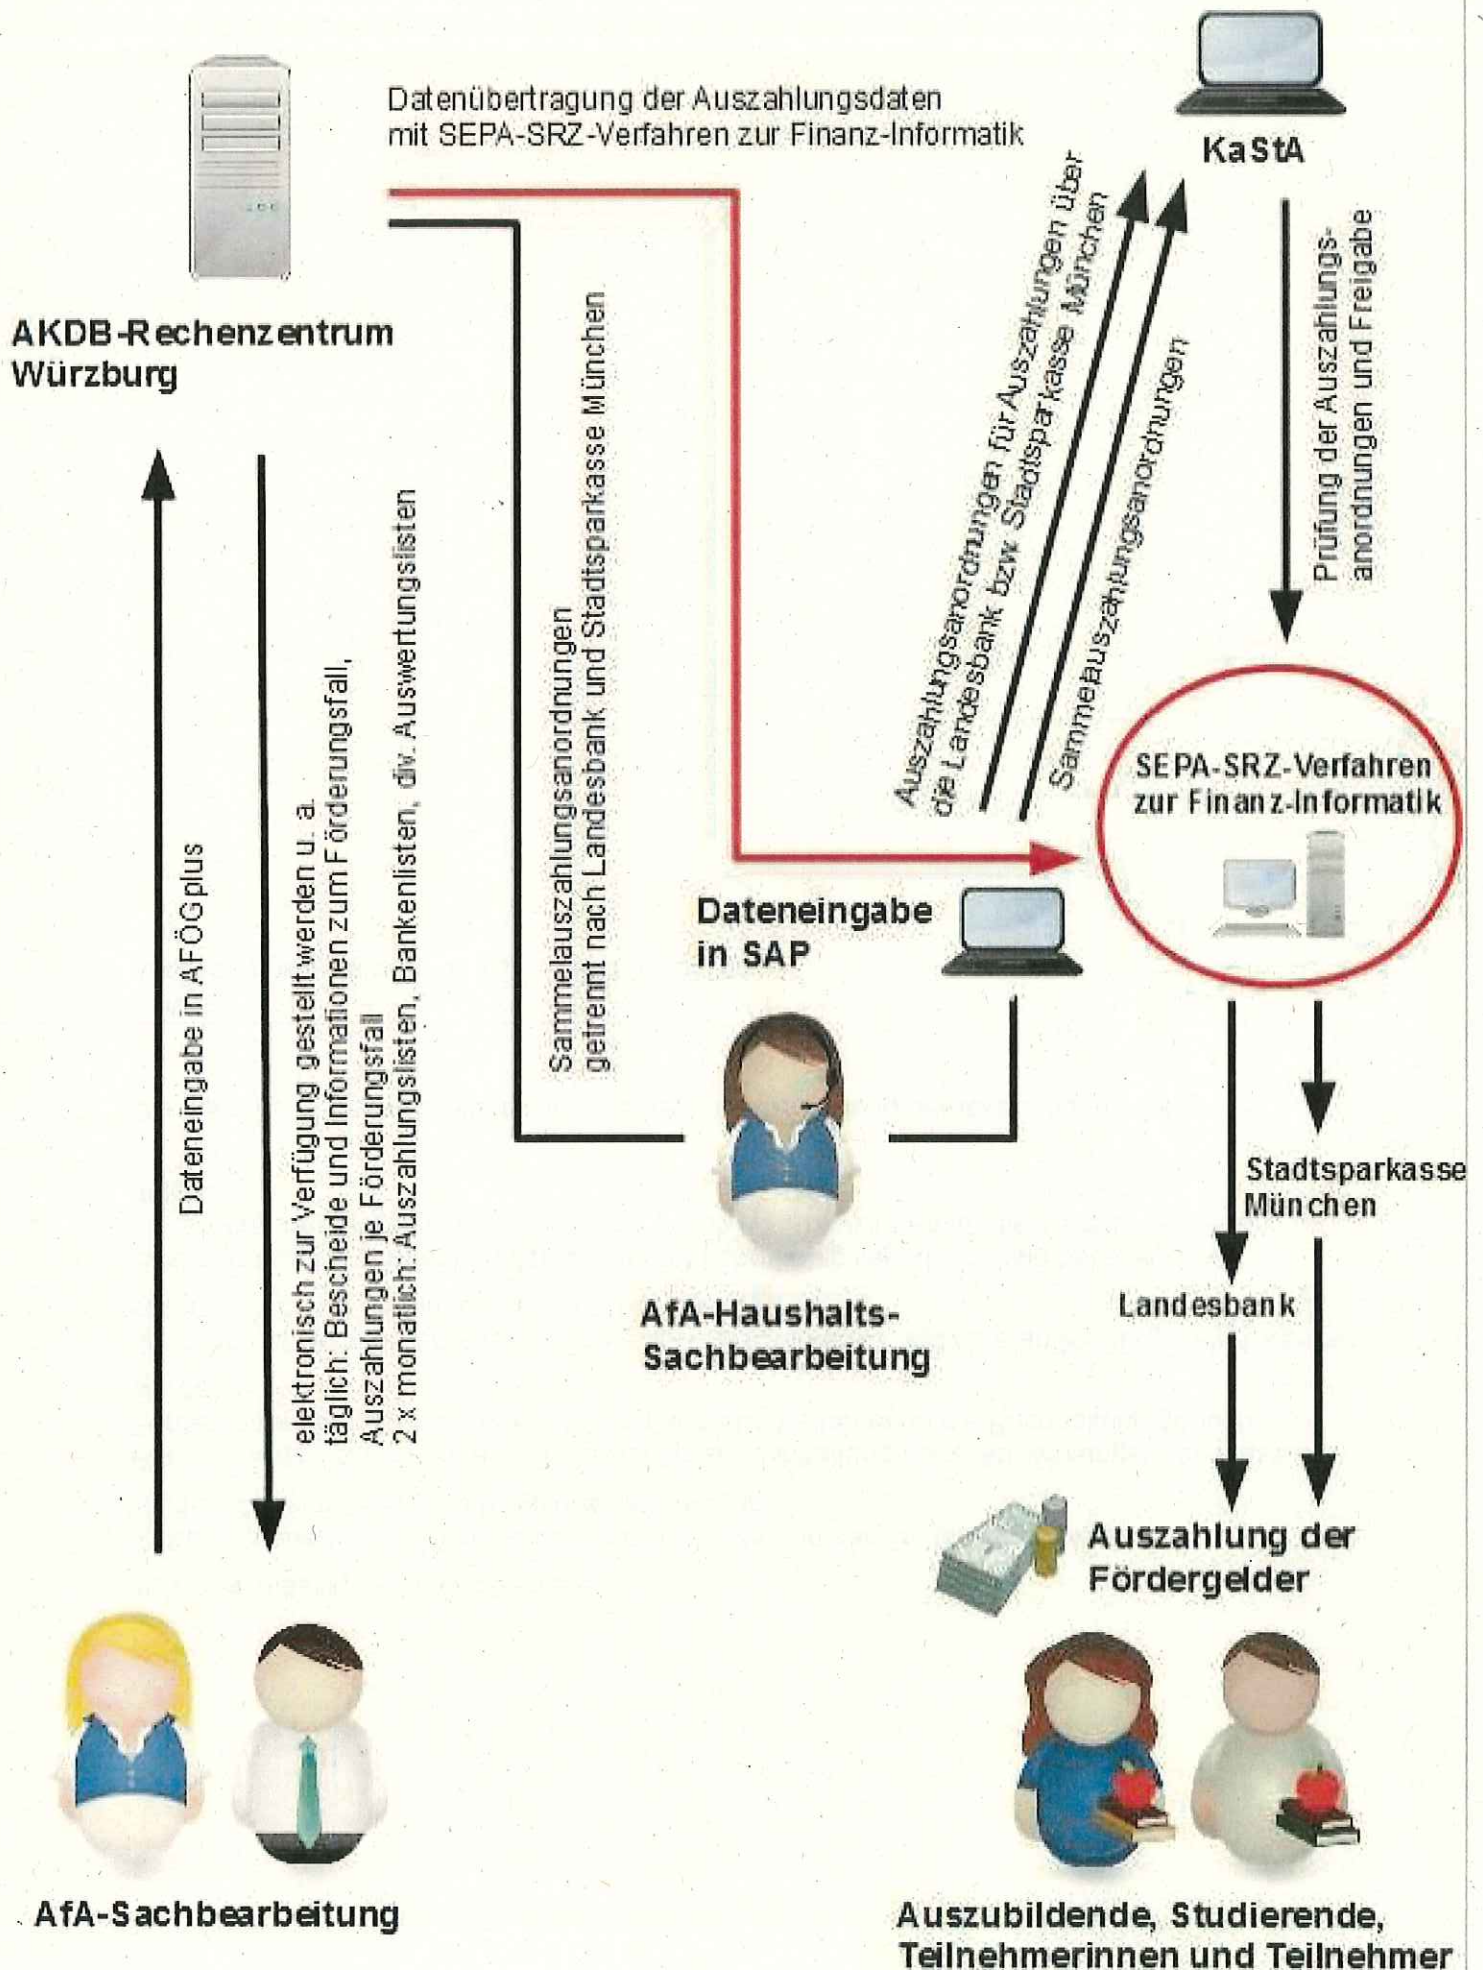 Datenübertragung der Auszahlungsdaten
mit SEPA-SRZ-Verfahren zur Finanz-Informatik
KaStA
AKDB-Rechenzentrum
Würzburg
Dateneingabe in AFÖGplus
elektronisch zur Verfügung gestellt werden u. a.
täglich: Bescheide und Informationen zum Förderungsfall,
Auszahlungen je Förderungsfall
2 x monatlich: Auszahlungslisten, Bankenlisten, div. Auswertungslisten
Sammelauszahlungsanordnungen
getrennt nach Landesbank und Stadtsparkasse München
Auszahlungsanordnungen für Auszahlungen über
die Landesbank bzw. Stadtsparkasse München
Sammelauszahlungsanordnungen
Prüfung der Auszahlungs-
anordnungen und Freigabe
SEPA-SRZ-Verfahren
zur Finanz-Informatik
Dateneingabe
in SAP
AfA-Haushalts-
Sachbearbeitung
Stadtsparkasse
München
Landesbank
Auszahlung der
Fördergelder
AfA-Sachbearbeitung
Auszubildende, Studierende,
Teilnehmerinnen und Teilnehmer